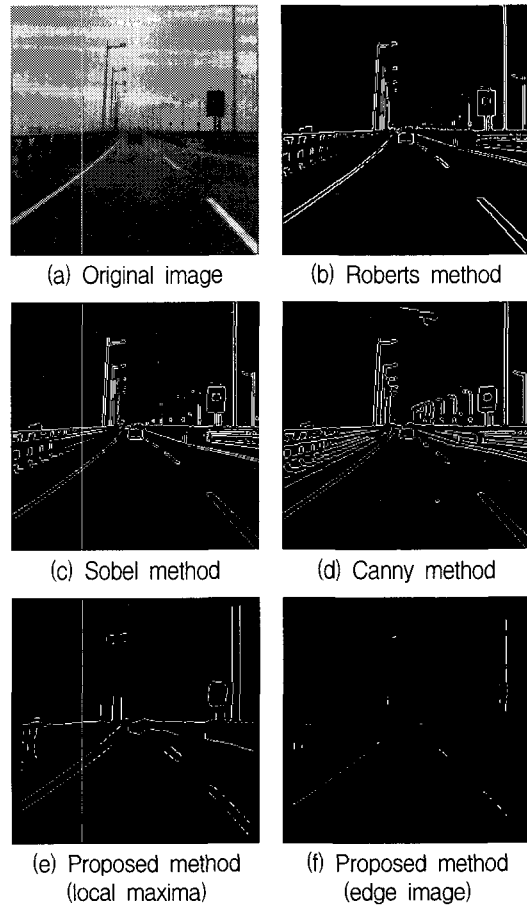 (a) Original image
(b) Roberts method
(c) Sobel method
(d) Canny method
(e) Proposed method
(local maxima)
(f) Proposed method
(edge image)